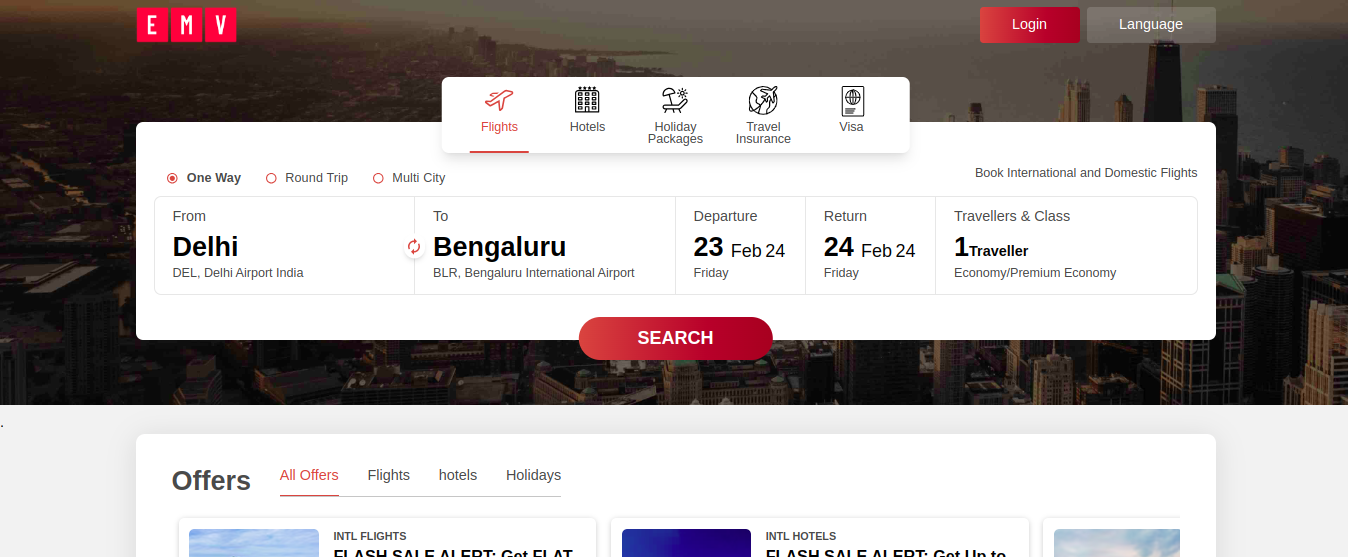 EMV
Login
Language
Flights
Hotels
Holiday
Packages
Travel
Insurance
Visa
One Way
Round Trip
Multi City
Book International and Domestic Flights
From
Delhi
DEL, Delhi Airport India
To
Bengaluru
BLR, Bengaluru International Airport
Departure
23 Feb 24
Friday
Return
24 Feb 24
Friday
Travellers & Class
1Traveller
Economy/Premium Economy
SEARCH
.
Offers
All Offers
Flights
hotels
Holidays
INTL FLIGHTS
FLASH SALE ALERT: Get FLAT
INTL HOTELS
FLASH SALE ALERT: Get Up to